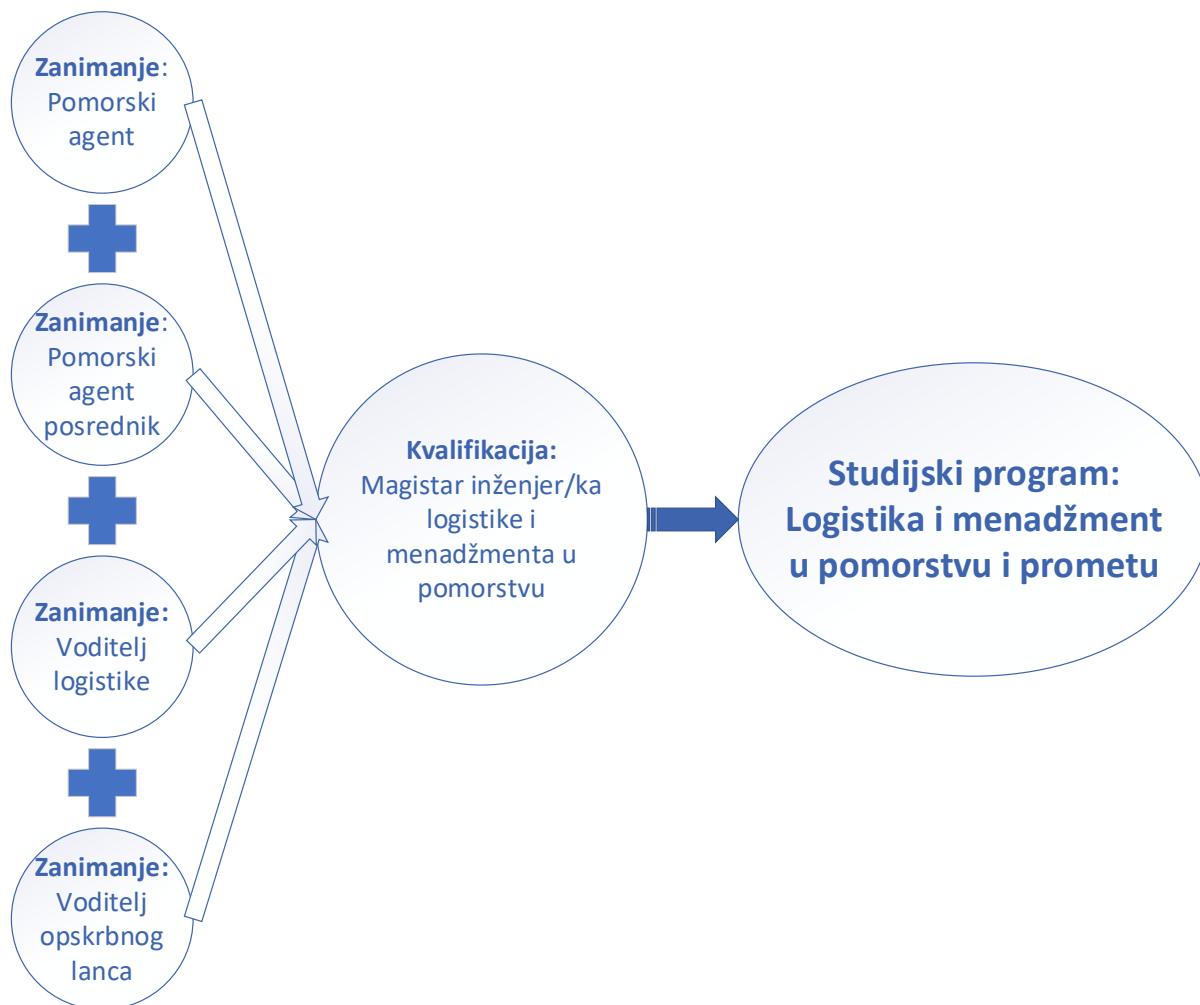 Zanimanje:
Pomorski
agent
Zanimanje:
Pomorski
agent
posrednik
Zanimanje:
Voditelj
logistike
Zanimanje:
Voditelj
opskrbnog
lanca
Kvalifikacija:
Magistar inženjer/ka
logistike i
menadžmenta u
pomorstvu
Studijski program:
Logistika i menadžment
u pomorstvu i prometu